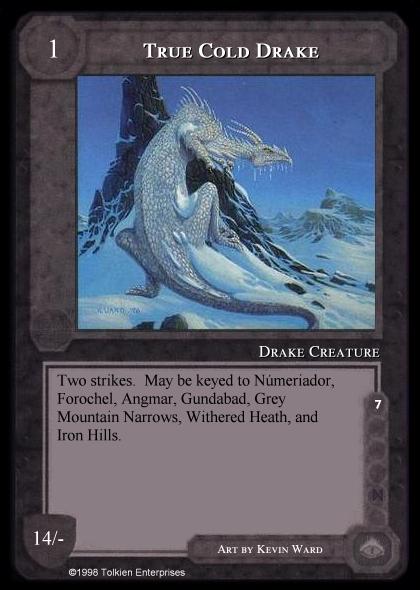 1
TRUE COLD DRAKE
DRAKE CREATURE
Two strikes. May be keyed to Númeriador,
Forochel, Angmar, Gundabad, Grey
Mountain Narrows, Withered Heath, and
Iron Hills.
7
N
14/-
ART BY KEVIN WARD
©1998 Tolkien Enterprises